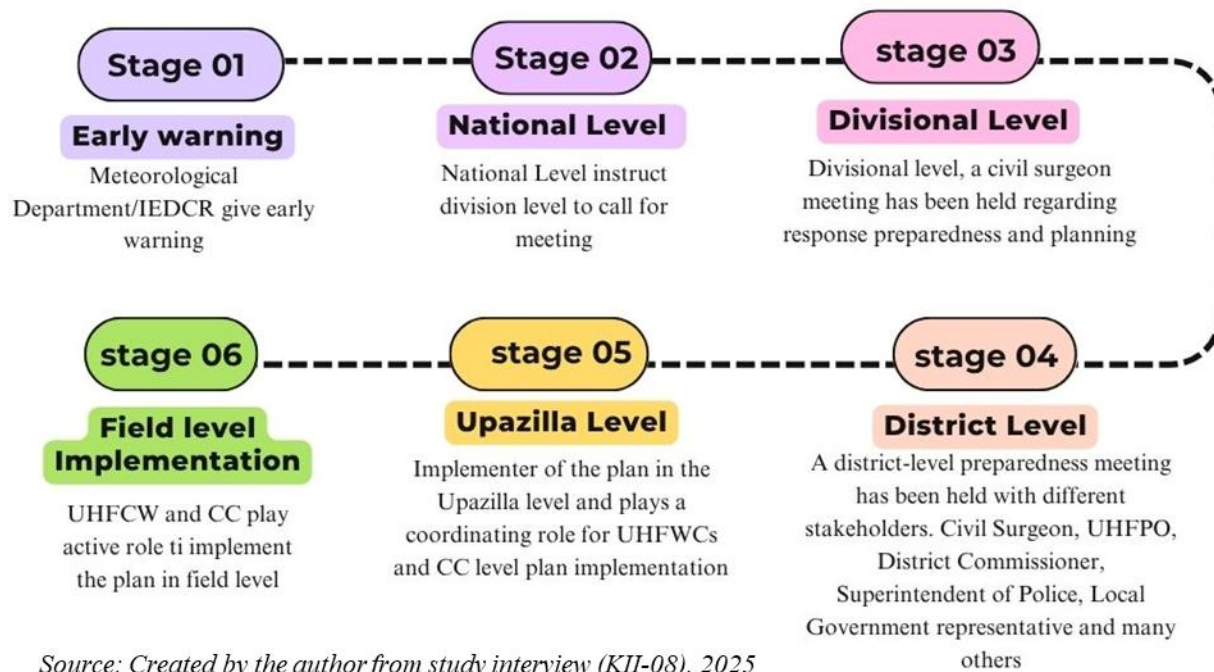 Stage 01
Early warning
Meteorological
Department/IEDCR give early
warning
Stage 02
National Level
National Level instruct
division level to call for
meeting
stage 03
Divisional Level
Divisional level, a civil surgeon
meeting has been held regarding
response preparedness and planning
stage 04
District Level
A district-level preparedness meeting
has been held with different
stakeholders. Civil Surgeon, UHFPO,
District Commissioner,
Superintendent of Police, Local
Government representative and many
others
stage 05
Upazilla Level
Implementer of the plan in the
Upazilla level and plays a
coordinating role for UHFWCs
and CC level plan implementation
stage 06
Field level
Implementation
UHFCW and CC play
active role ti implement
the plan in field level
Source: Created by the author from study interview (KII-08), 2025